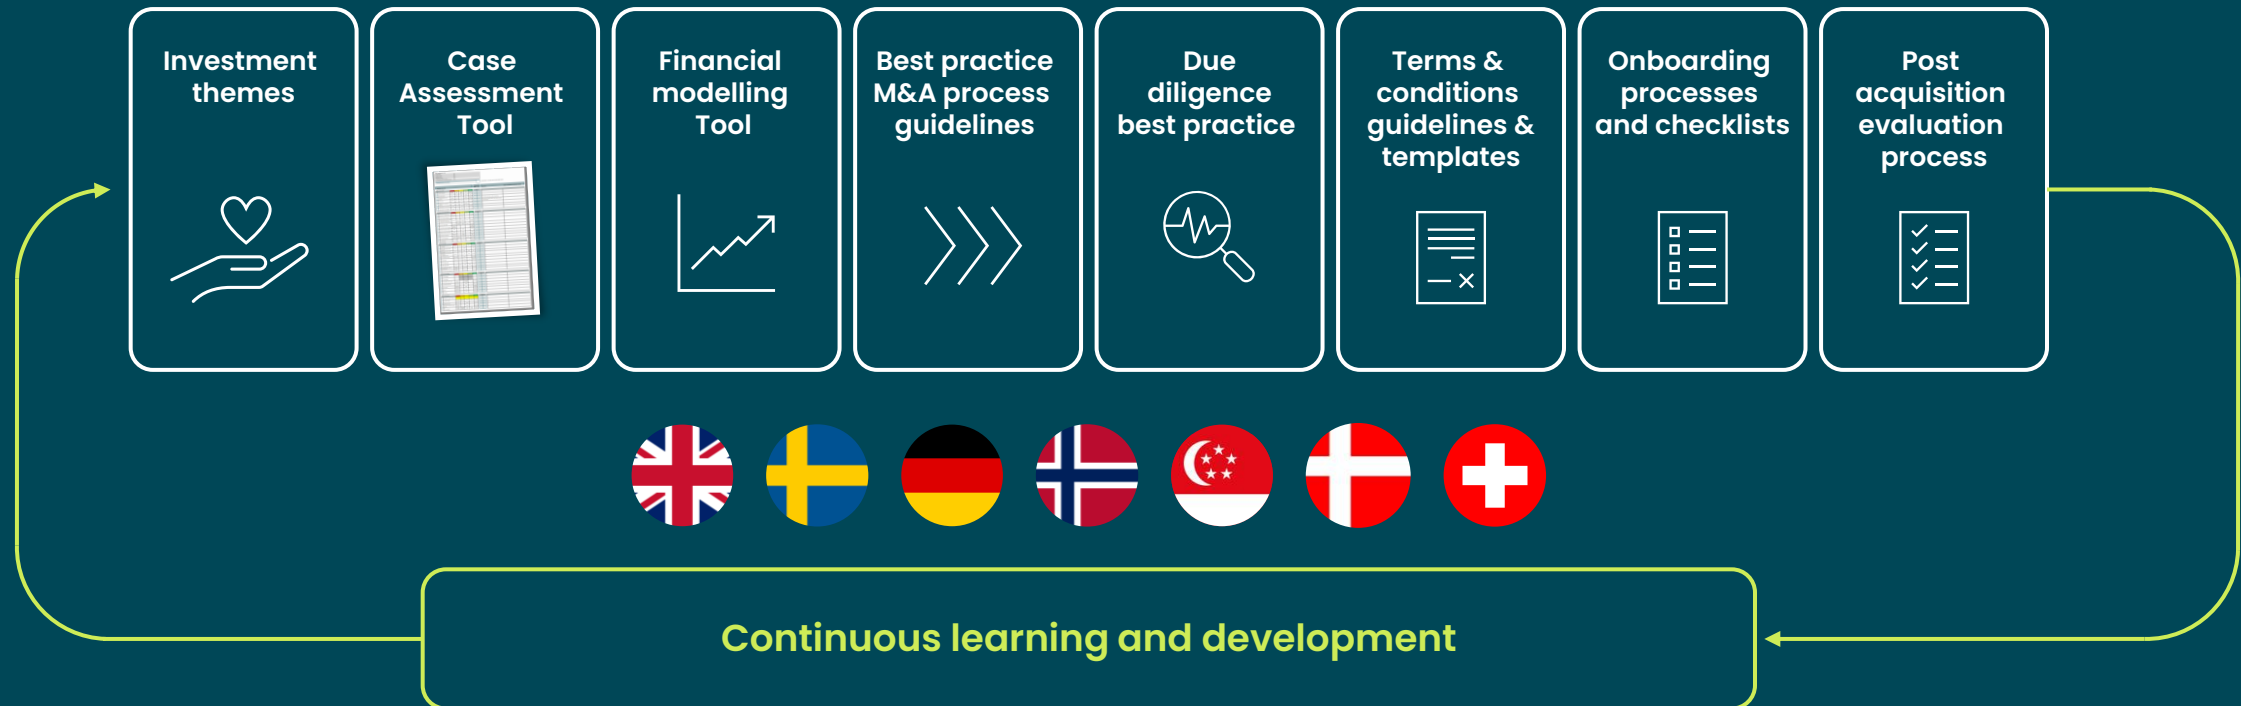 Investment
themes
Case
Assessment
Tool
Financial
modelling
Tool
Best practice
M&A process
guidelines
Due
diligence
best practice
Terms &
conditions
guidelines &
templates
Onboarding
processes
and checklists
Post
acquisition
evaluation
process
Continuous learning and development